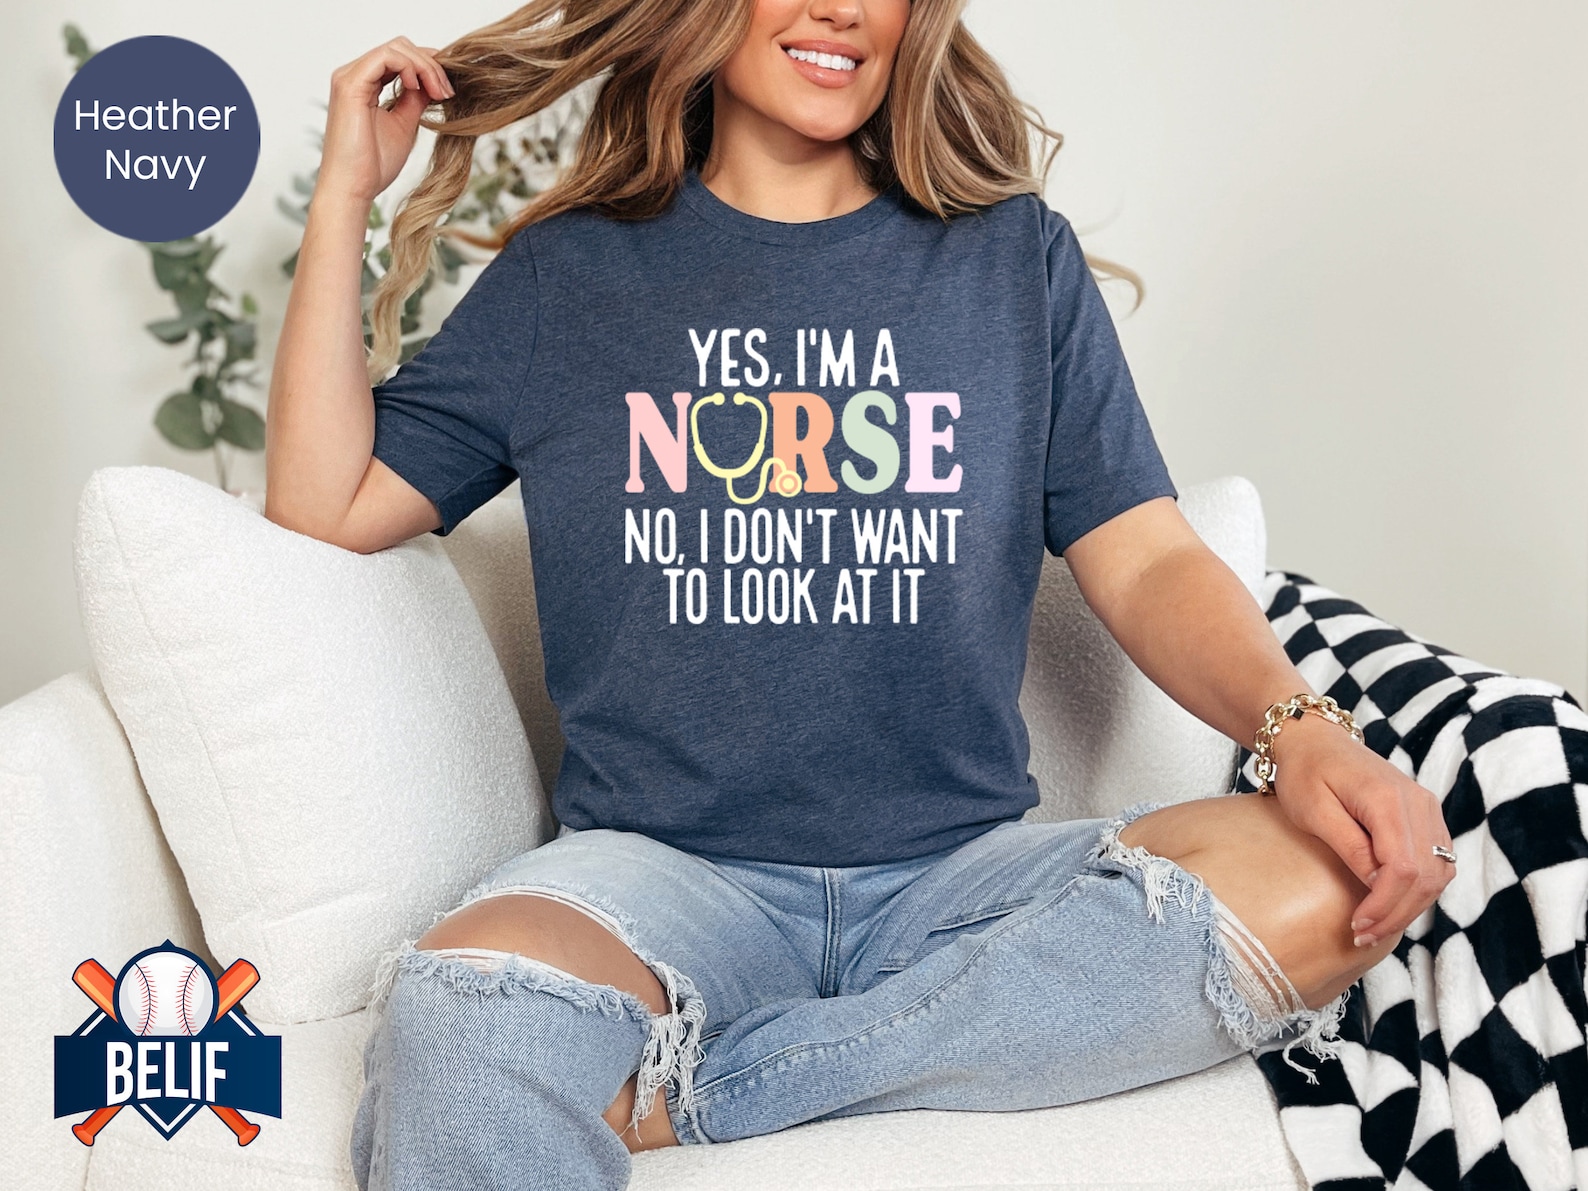 Heather
Navy
YES, I'M A
NURSE
NO, I DON'T WANT
TO LOOK AT IT
BELIF